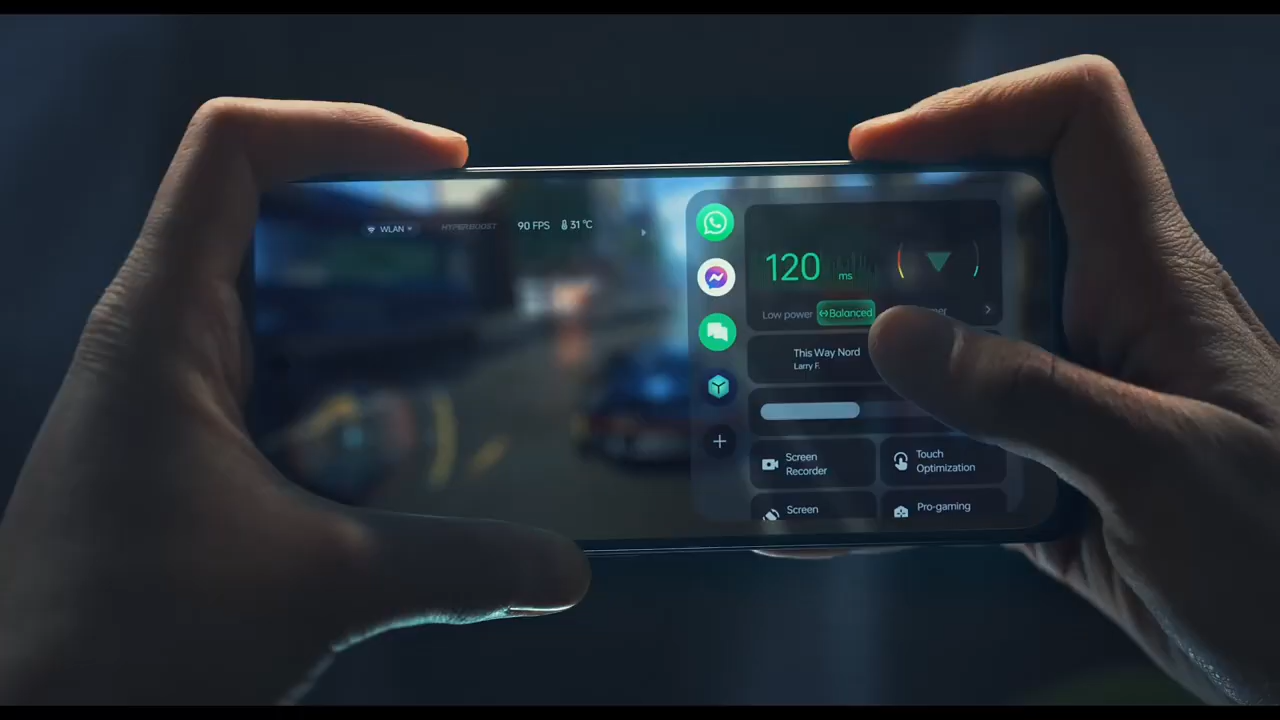 WLAN
HYPERBOOST
90 FPS
31 °C
120
ms
Low power
Balanced
This Way Nord
Larry F.
Screen
Recorder
Touch
Optimization
Screen
Pro-gaming